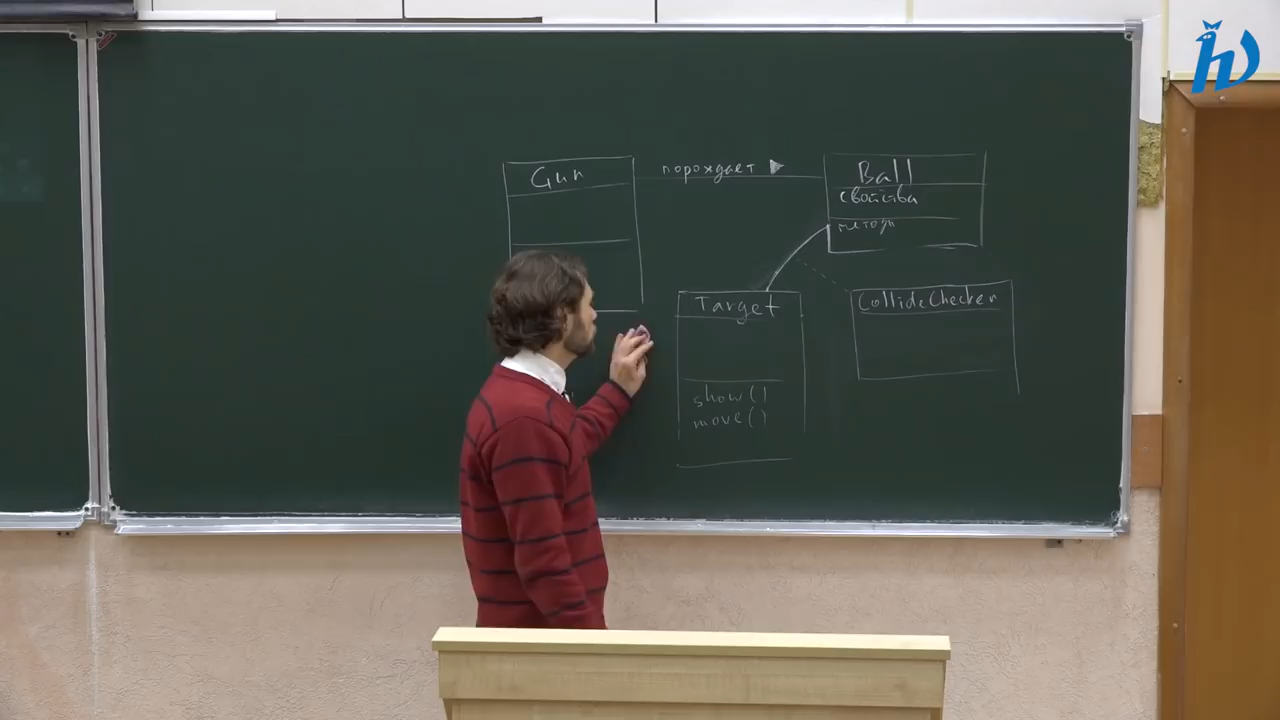 Gun
порождает
Ball
свойства
методы
Target
show()
move()
CollideChecker